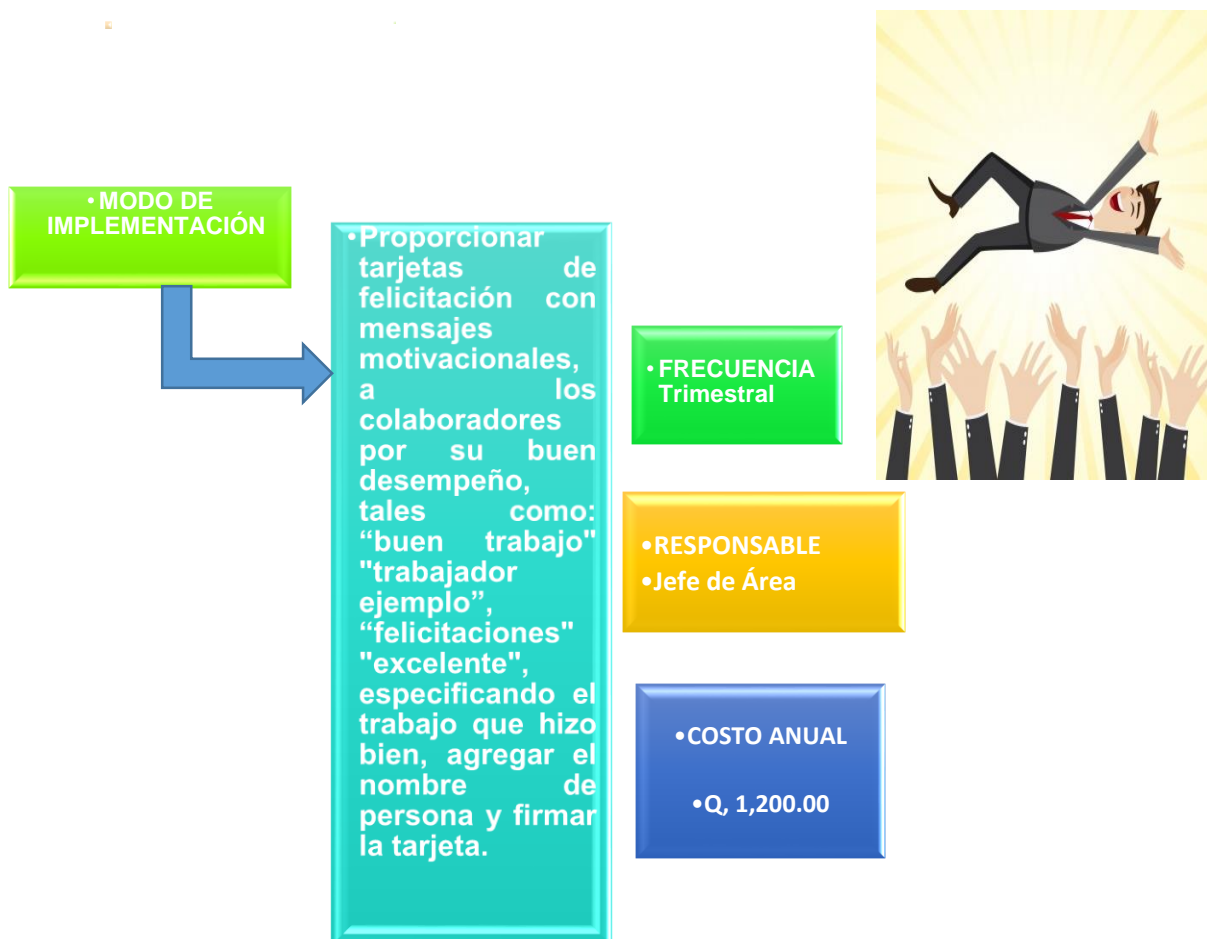 •MODO DE
IMPLEMENTACIÓN
•Proporcionar
tarjetas de
felicitación con
mensajes
motivacionales,
a los
colaboradores
por su buen
desempeño,
tales como:
“buen trabajo"
"trabajador
ejemplo”,
“felicitaciones"
"excelente",
especificando el
trabajo que hizo
bien, agregar el
nombre de
persona y firmar
la tarjeta.
•FRECUENCIA
Trimestral
•RESPONSABLE
•Jefe de Área
•COSTO ANUAL
•Q, 1,200.00